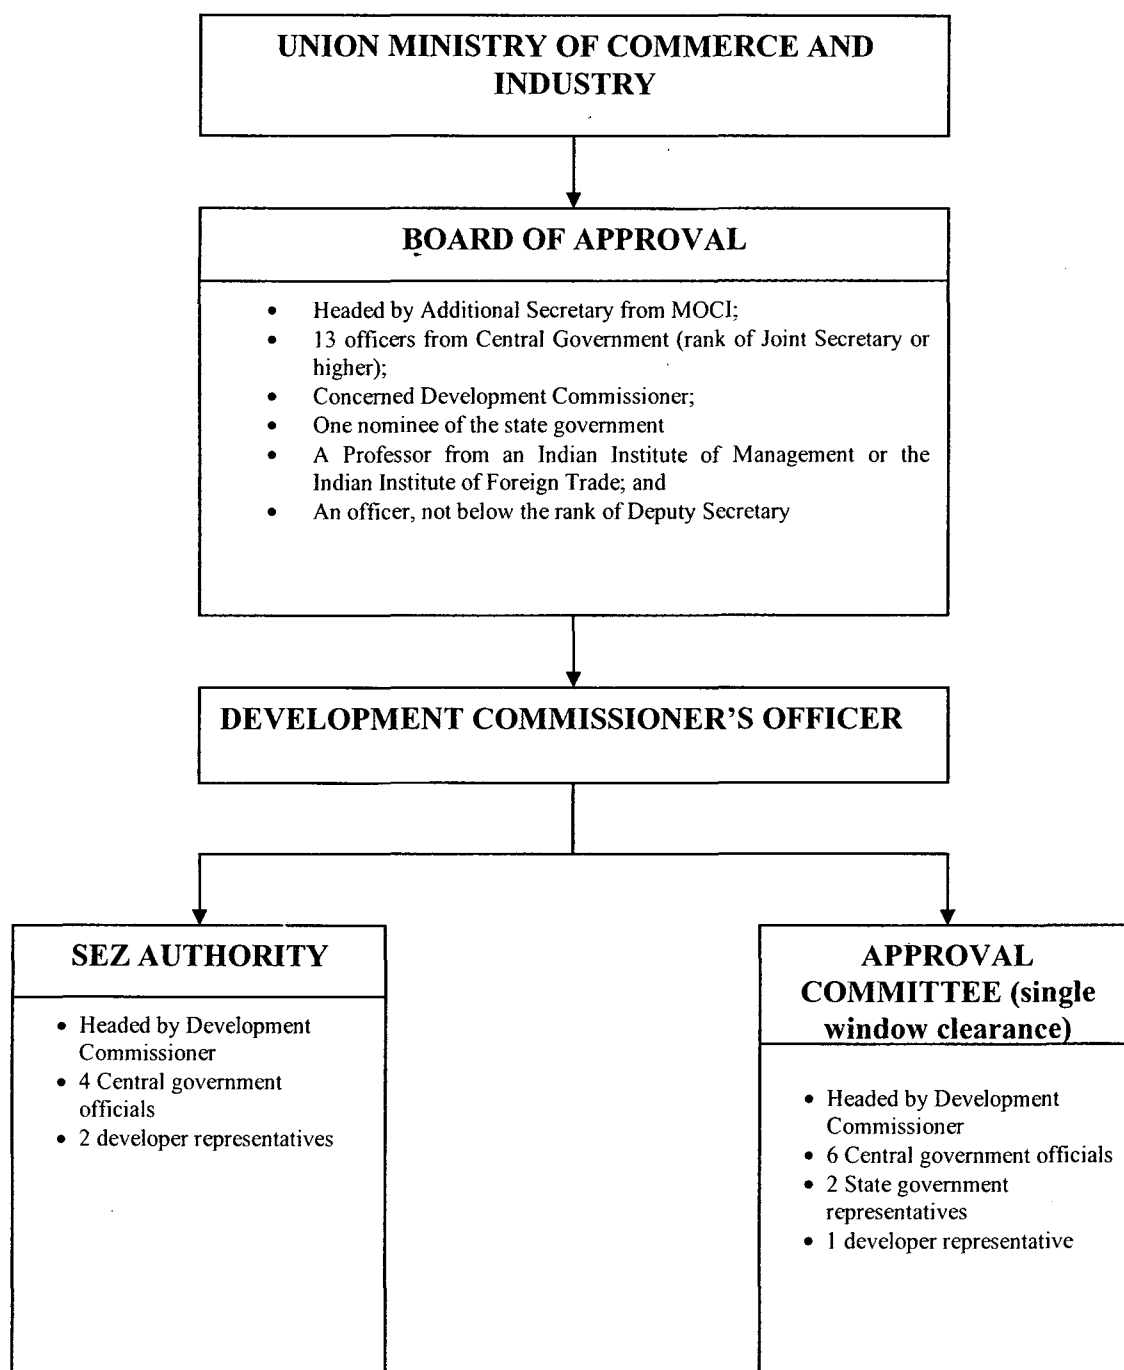 UNION MINISTRY OF COMMERCE AND
INDUSTRY
BOARD OF APPROVAL
• Headed by Additional Secretary from MOCI;
• 13 officers from Central Government (rank of Joint Secretary or
higher);
• Concerned Development Commissioner;
• One nominee of the state government
• A Professor from an Indian Institute of Management or the
Indian Institute of Foreign Trade; and
• An officer, not below the rank of Deputy Secretary
DEVELOPMENT COMMISSIONER'S OFFICER
SEZ AUTHORITY
• Headed by Development
Commissioner
• 4 Central government
officials
• 2 developer representatives
APPROVAL
COMMITTEE (single
window clearance)
• Headed by Development
Commissioner
• 6 Central government officials
• 2 State government
representatives
• 1 developer representative